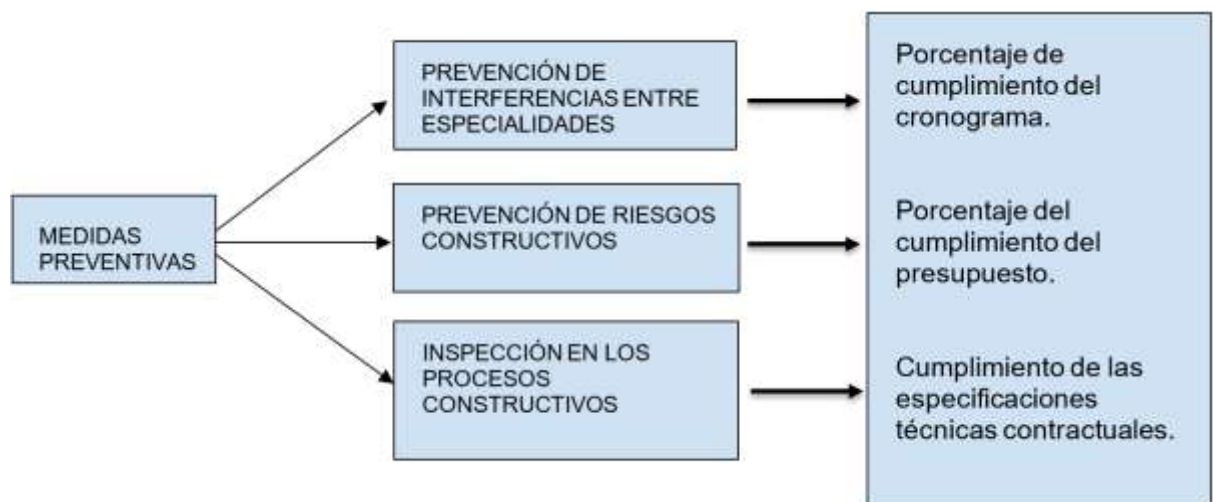 MEDIDAS
PREVENTIVAS
PREVENCIÓN DE
INTERFERENCIAS ENTRE
ESPECIALIDADES
PREVENCIÓN DE RIESGOS
CONSTRUCTIVOS
INSPECCIÓN EN LOS
PROCESOS
CONSTRUCTIVOS
Porcentaje de
cumplimiento del
cronograma.
Porcentaje del
cumplimiento del
presupuesto.
Cumplimiento de las
especificaciones
técnicas contractuales.